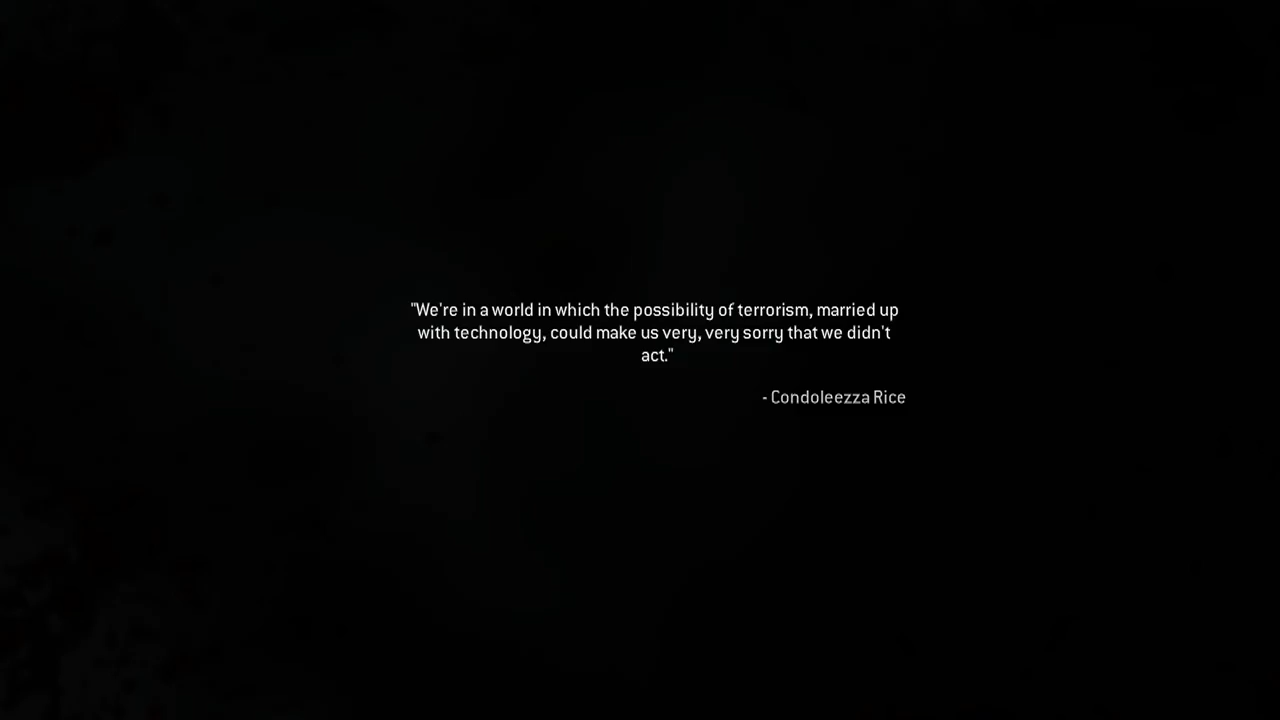 "We're in a world in which the possibility of terrorism, married up
with technology, could make us very, very sorry that we didn't
act."
- Condoleezza Rice